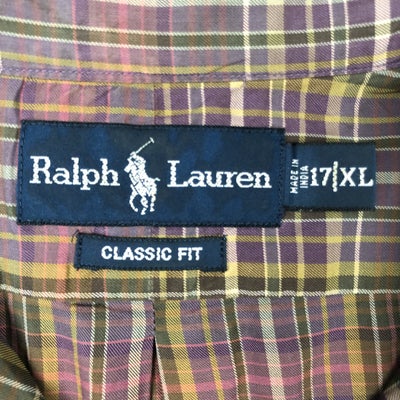 Ralph Lauren
MADE IN
INDIA
17|XL
CLASSIC FIT